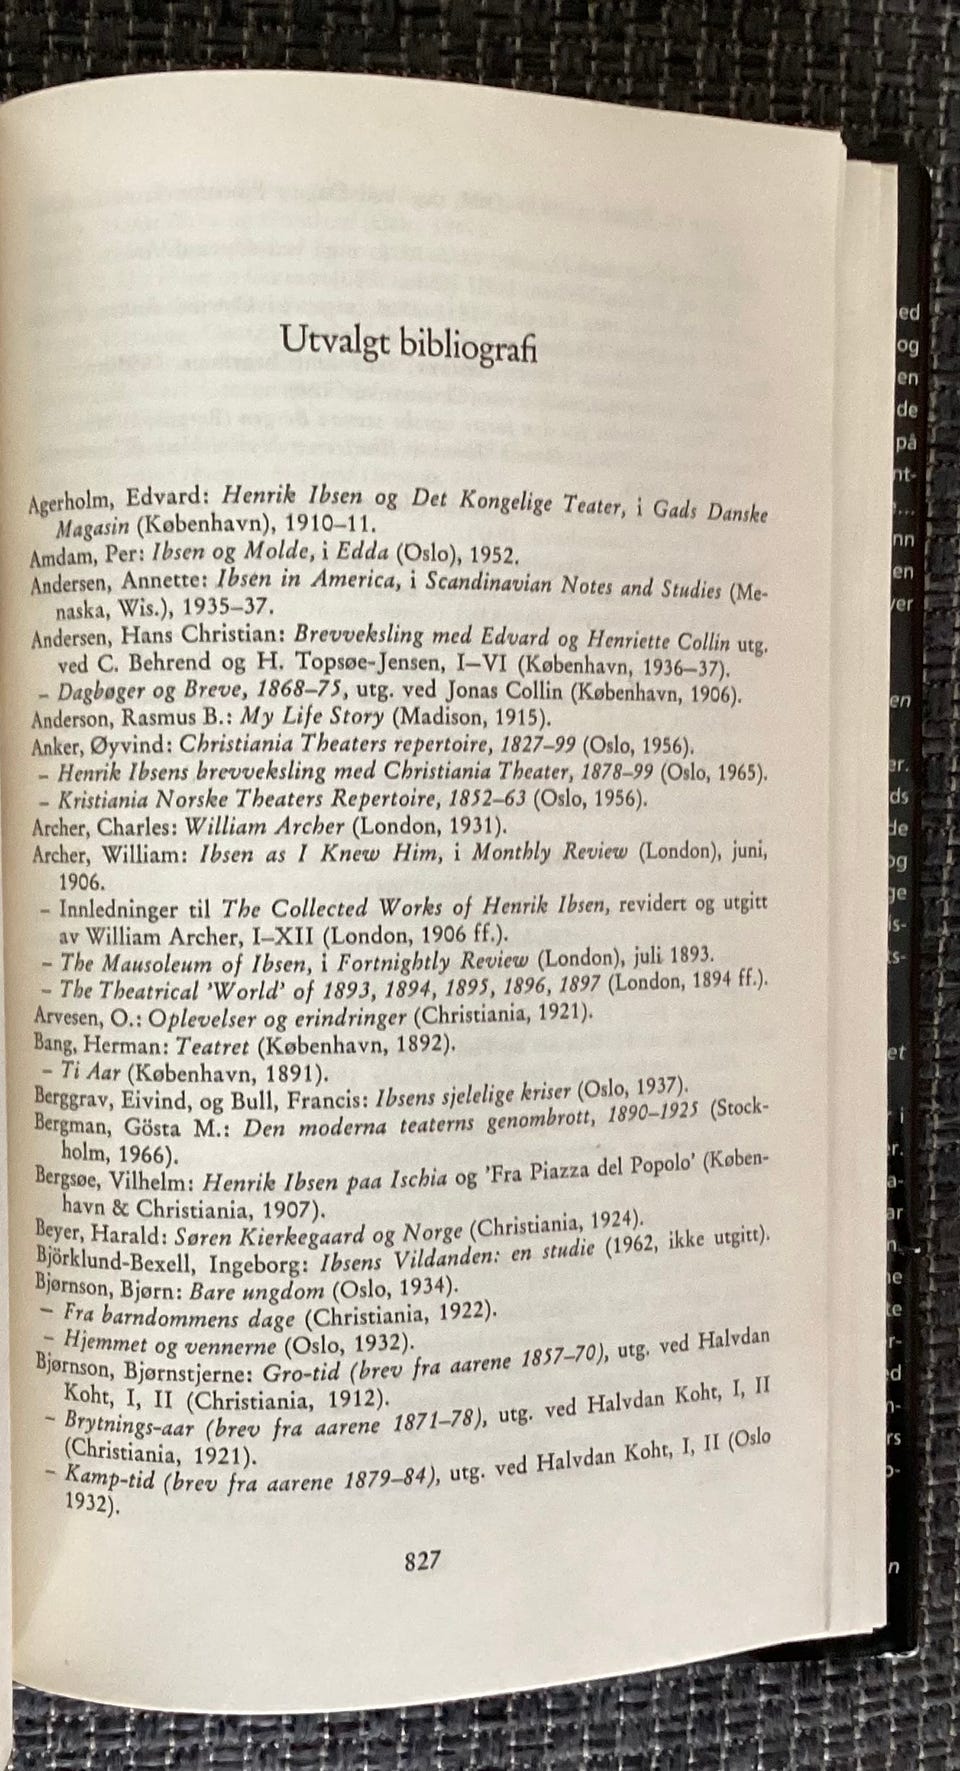 Utvalgt bibliografi
Agerholm, Edvard: Henrik Ibsen og Det Kongelige Teater, i Gads Danske
Magasin (København), 1910–11.
Amdam, Per: Ibsen og Molde, i Edda (Oslo), 1952.
Andersen, Annette: Ibsen in America, i Scandinavian Notes and Studies (Me-
naska, Wis.), 1935–37.
Andersen, Hans Christian: Brevveksling med Edvard og Henriette Collin utg.
ved C. Behrend og H. Topsøe-Jensen, I–VI (København, 1936–37).
– Dagbøger og Breve, 1868–75, utg. ved Jonas Collin (København, 1906).
Anderson, Rasmus B.: My Life Story (Madison, 1915).
Anker, Øyvind: Christiania Theaters repertoire, 1827–99 (Oslo, 1956).
– Henrik Ibsens brevveksling med Christiania Theater, 1878–99 (Oslo, 1965).
– Kristiania Norske Theaters Repertoire, 1852–63 (Oslo, 1956).
Archer, Charles: William Archer (London, 1931).
Archer, William: Ibsen as I Knew Him, i Monthly Review (London), juni,
1906.
– Innledninger til The Collected Works of Henrik Ibsen, revidert og utgitt
av William Archer, I–XII (London, 1906 ff.).
– The Mausoleum of Ibsen, i Fortnightly Review (London), juli 1893.
– The Theatrical 'World' of 1893, 1894, 1895, 1896, 1897 (London, 1894 ff.).
Arvesen, O.: Oplevelser og erindringer (Christiania, 1921).
Bang, Herman: Teatret (København, 1892).
– Ti Aar (København, 1891).
Berggrav, Eivind, og Bull, Francis: Ibsens sjelelige kriser (Oslo, 1937).
Bergman, Gösta M.: Den moderna teaterns genombrott, 1890–1925 (Stock-
holm, 1966).
Bergsøe, Vilhelm: Henrik Ibsen paa Ischia og 'Fra Piazza del Popolo' (Køben-
havn & Christiania, 1907).
Beyer, Harald: Søren Kierkegaard og Norge (Christiania, 1924).
Björklund-Bexell, Ingeborg: Ibsens Vildanden: en studie (1962, ikke utgitt).
Bjørnson, Bjørn: Bare ungdom (Oslo, 1934).
– Fra barndommens dage (Christiania, 1922).
– Hjemmet og vennerne (Oslo, 1932).
Bjørnson, Bjørnstjerne: Gro-tid (brev fra aarene 1857–70), utg. ved Halvdan
Koht, I, II (Christiania, 1912).
– Brytnings-aar (brev fra aarene 1871–78), utg. ved Halvdan Koht, I, II
(Christiania, 1921).
– Kamp-tid (brev fra aarene 1879–84), utg. ved Halvdan Koht, I, II (Oslo
1932).
827
ed
og
en
de
på
nt-
nn
en
en
ds
et